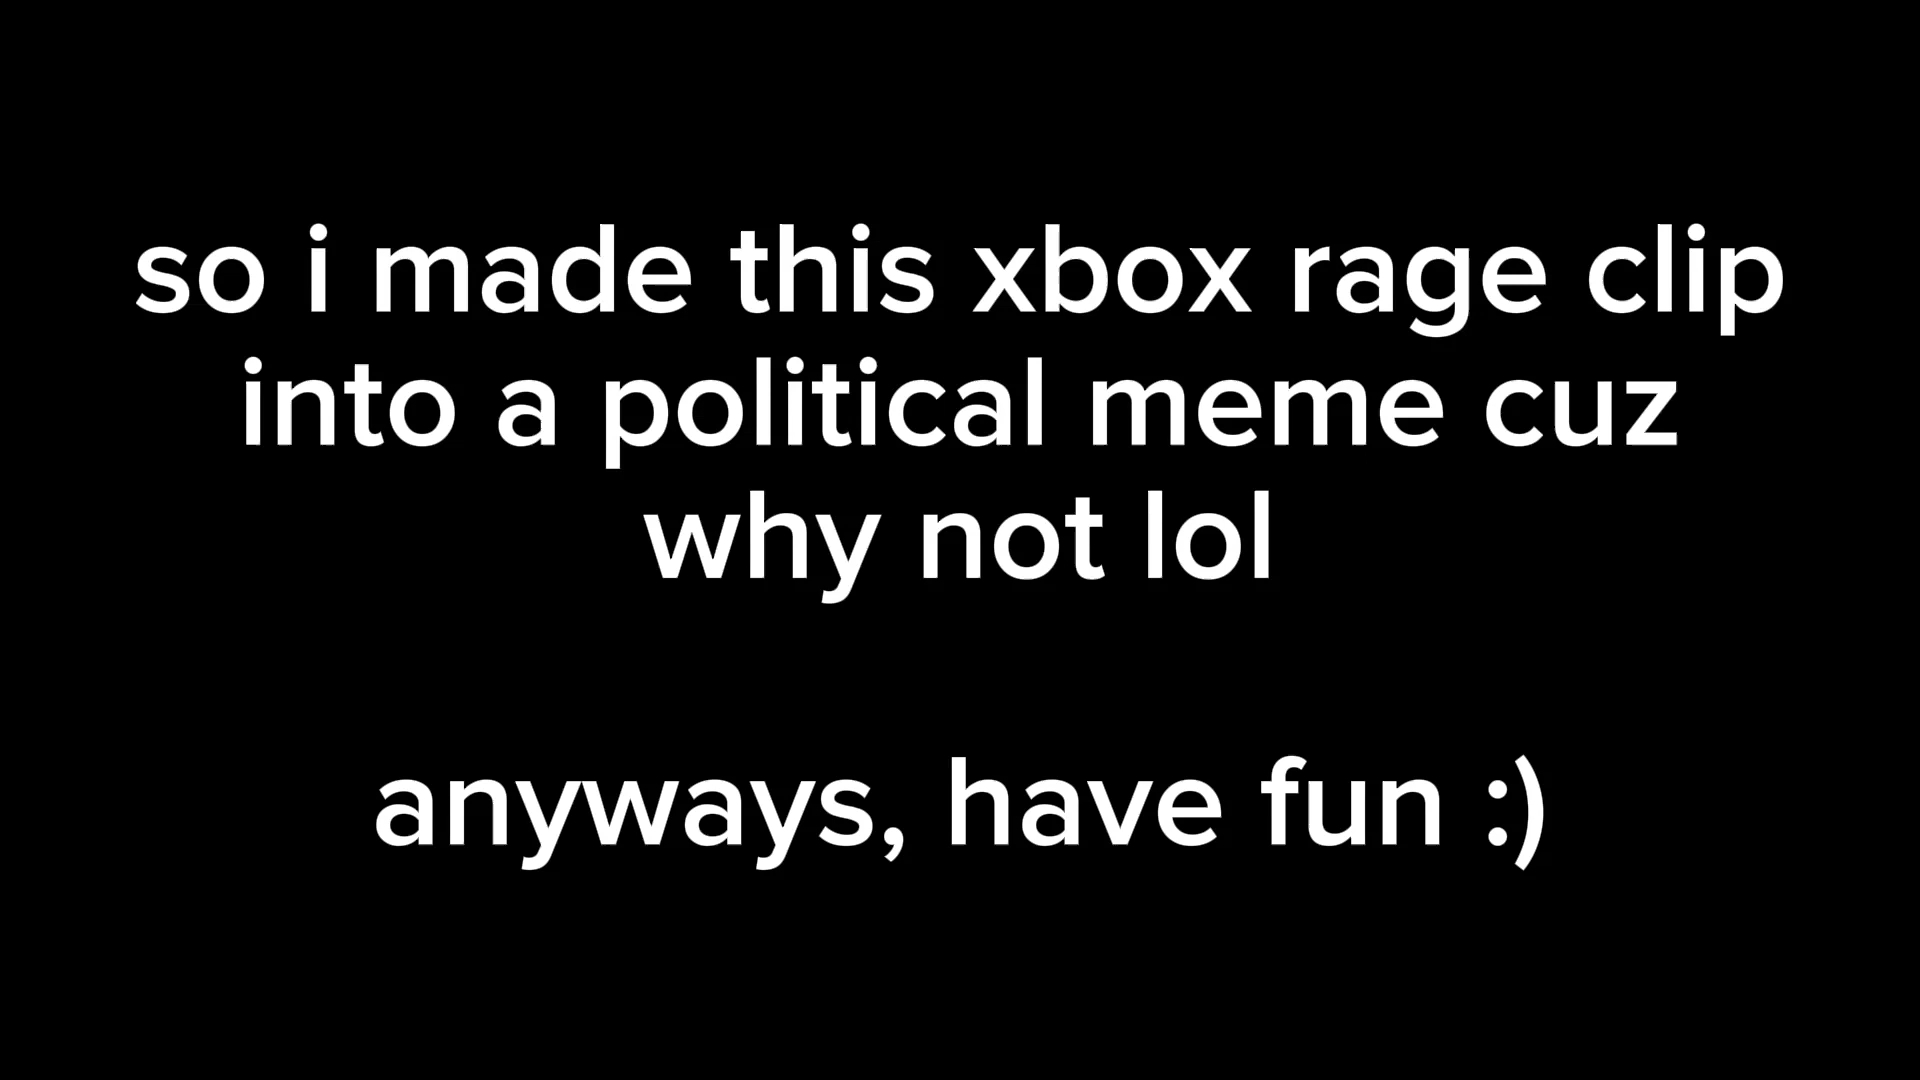 so i made this xbox rage clip
into a political meme cuz
why not lol
anyways, have fun :)